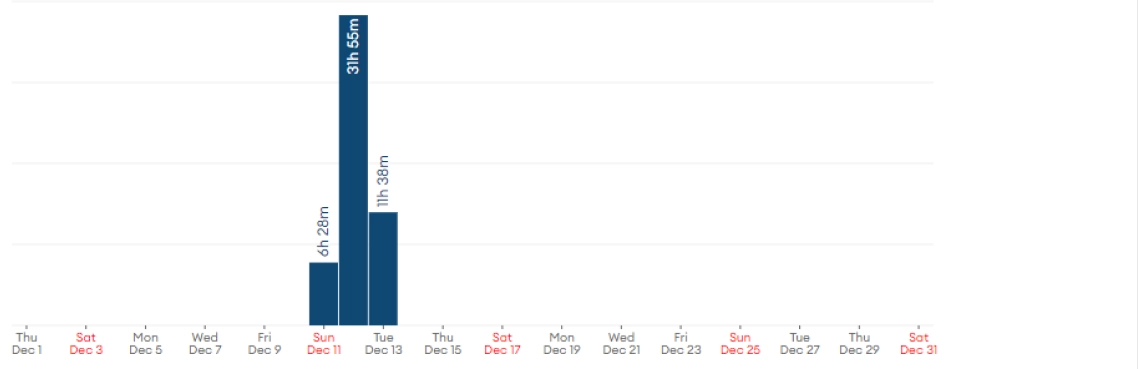 31h 55m
11h 38m
6h 28m
Thu Sat Mon Wed Fri Sun Tue Thu Sat Mon Wed Fri Sun Tue Thu Sat
Dec 1 Dec 3 Dec 5 Dec 7 Dec 9 Dec 11 Dec 13 Dec 15 Dec 17 Dec 19 Dec 21 Dec 23 Dec 25 Dec 27 Dec 29 Dec 31